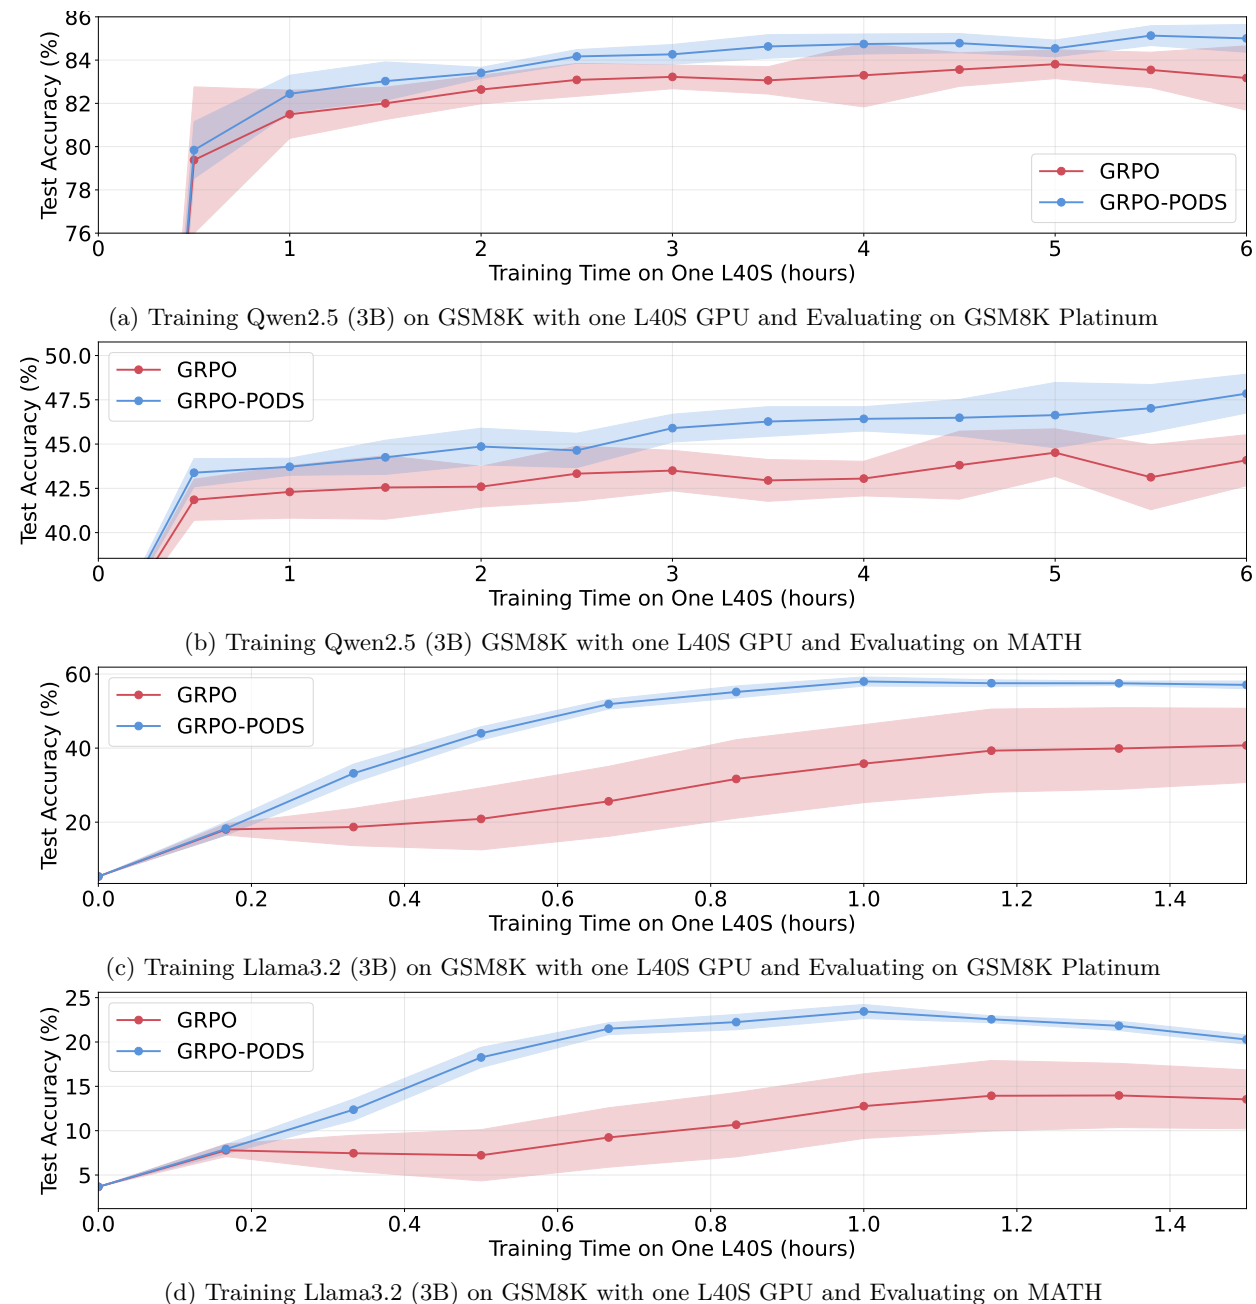 86
84
82
80
78
76
Test Accuracy (%)
GRPO
GRPO-PODS
0 1 2 3 4 5 6
Training Time on One L40S (hours)
(a) Training Qwen2.5 (3B) on GSM8K with one L40S GPU and Evaluating on GSM8K Platinum
50.0
47.5
45.0
42.5
40.0
Test Accuracy (%)
GRPO
GRPO-PODS
0 1 2 3 4 5 6
Training Time on One L40S (hours)
(b) Training Qwen2.5 (3B) GSM8K with one L40S GPU and Evaluating on MATH
60
40
20
Test Accuracy (%)
GRPO
GRPO-PODS
0.0 0.2 0.4 0.6 0.8 1.0 1.2 1.4
Training Time on One L40S (hours)
(c) Training Llama3.2 (3B) on GSM8K with one L40S GPU and Evaluating on GSM8K Platinum
25
20
15
10
5
Test Accuracy (%)
GRPO
GRPO-PODS
0.0 0.2 0.4 0.6 0.8 1.0 1.2 1.4
Training Time on One L40S (hours)
(d) Training Llama3.2 (3B) on GSM8K with one L40S GPU and Evaluating on MATH